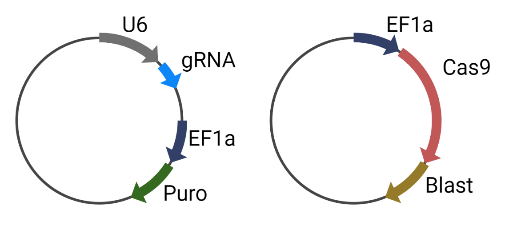 U6
gRNA
EF1a
Puro
EF1a
Cas9
Blast